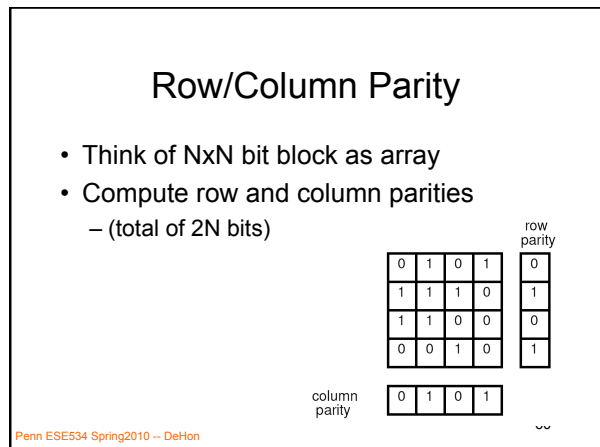 Row/Column Parity
• Think of NxN bit block as array
• Compute row and column parities
– (total of 2N bits)
row
parity
0 1 0 1 0
1 1 1 0 1
1 1 0 0 0
0 0 1 0 1
column
parity
0 1 0 1
Penn ESE534 Spring2010 -- DeHon